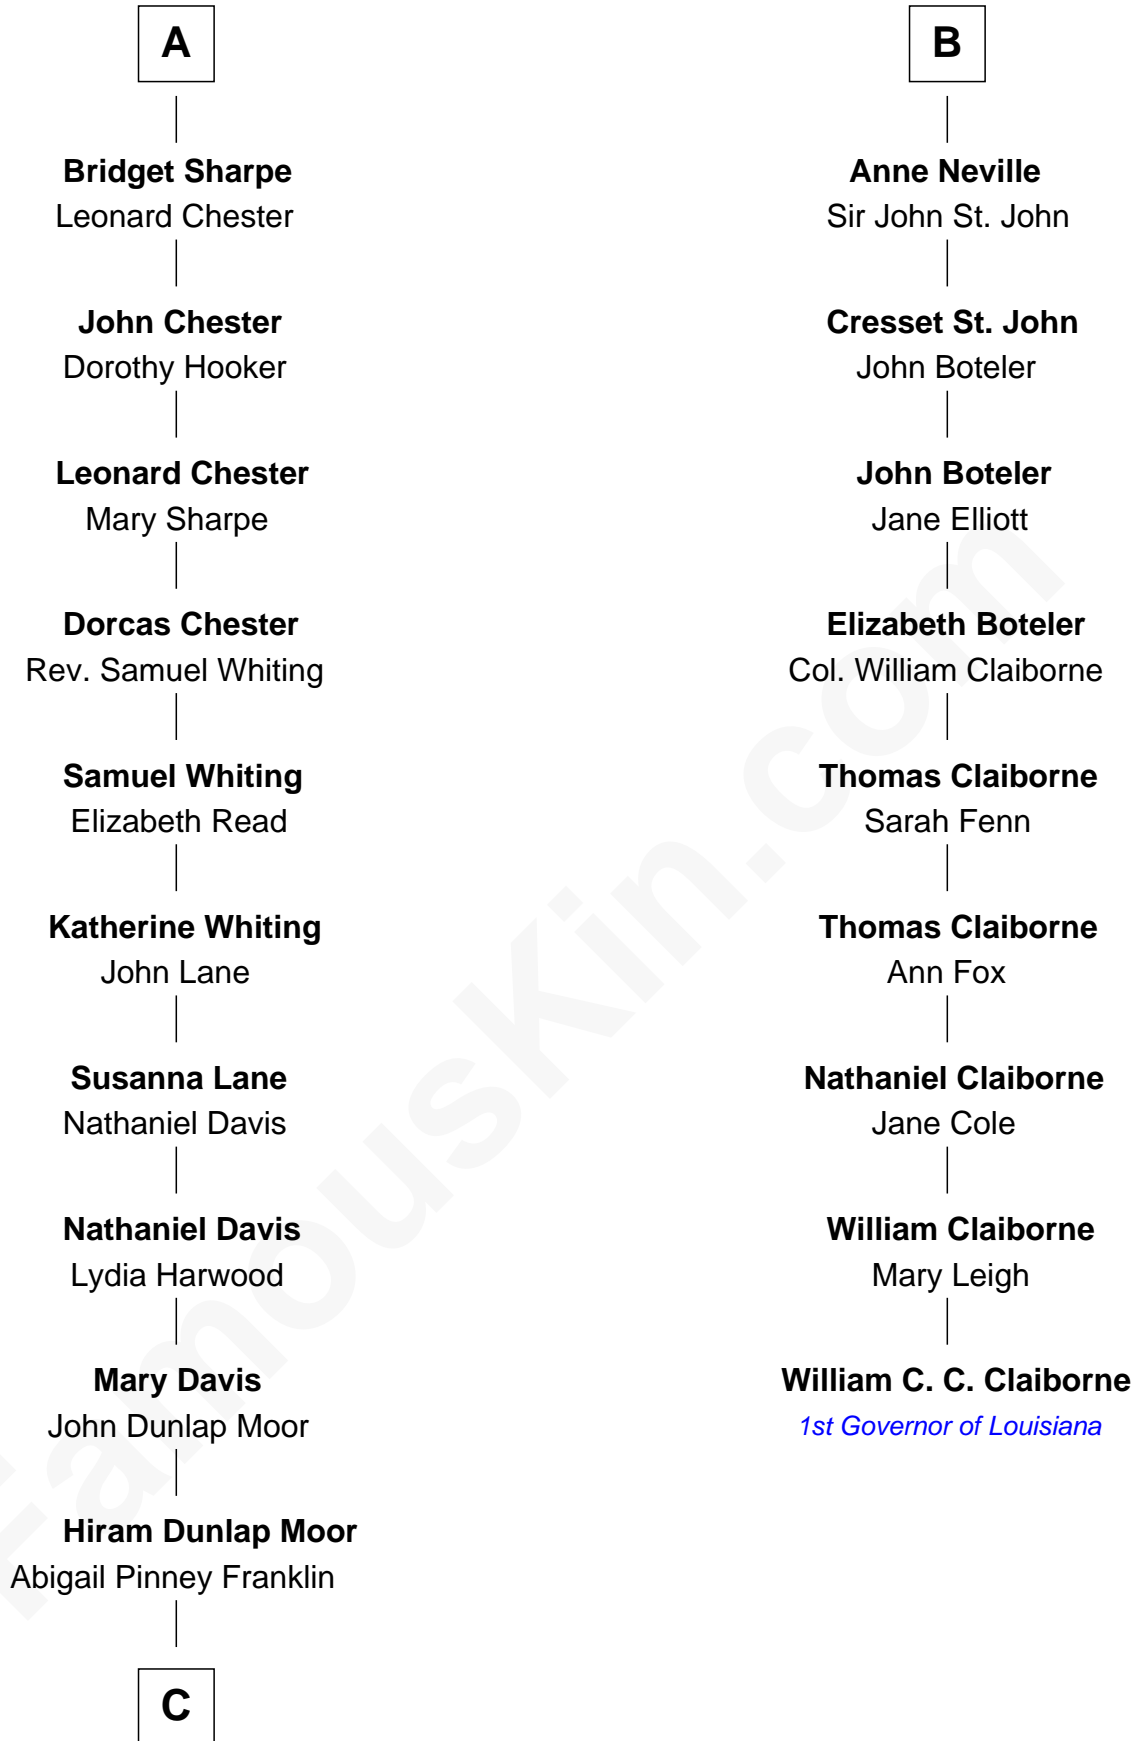 A
Bridget Sharpe
Leonard Chester
John Chester
Dorothy Hooker
Leonard Chester
Mary Sharpe
Dorcas Chester
Rev. Samuel Whiting
Samuel Whiting
Elizabeth Read
Katherine Whiting
John Lane
Susanna Lane
Nathaniel Davis
Nathaniel Davis
Lydia Harwood
Mary Davis
John Dunlap Moor
Hiram Dunlap Moor
Abigail Pinney Franklin
C
B
Anne Neville
Sir John St. John
Cresset St. John
John Boteler
John Boteler
Jane Elliott
Elizabeth Boteler
Col. William Claiborne
Thomas Claiborne
Sarah Fenn
Thomas Claiborne
Ann Fox
Nathaniel Claiborne
Jane Cole
William Claiborne
Mary Leigh
William C. C. Claiborne
1st Governor of Louisiana
FamousKin.com